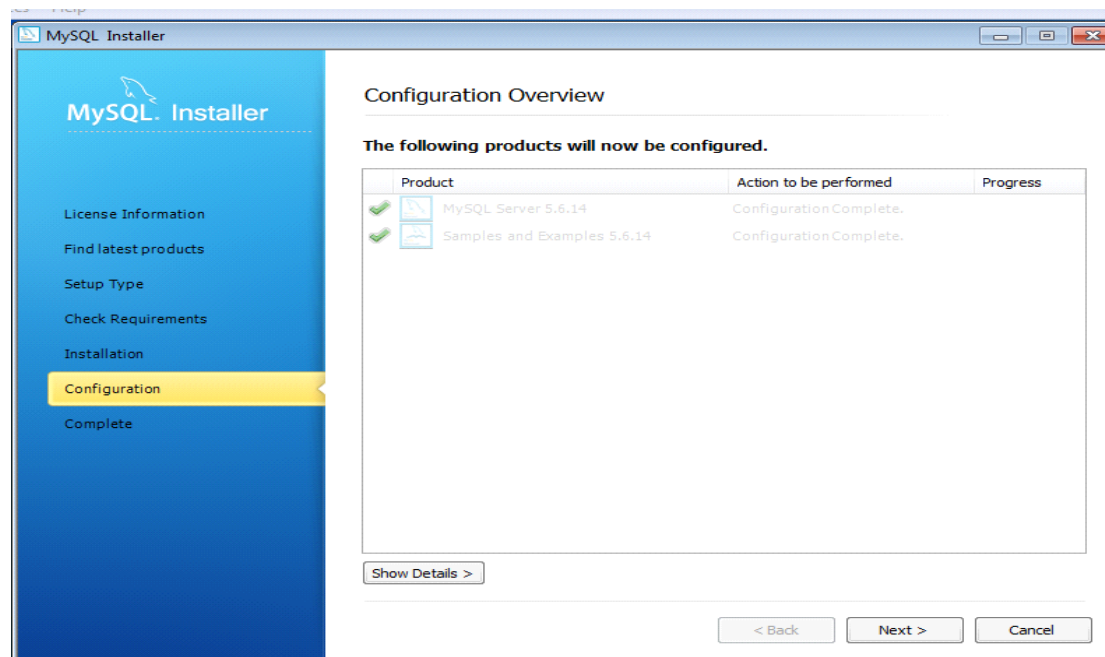 Help
MySQL Installer
MySQL. Installer
License Information
Find latest products
Setup Type
Check Requirements
Installation
Configuration
Complete
Configuration Overview
The following products will now be configured.
Product Action to be performed Progress
MySQL Server 5.6.14 Configuration Complete.
Samples and Examples 5.6.14 Configuration Complete.
Show Details >
< Back Next > Cancel